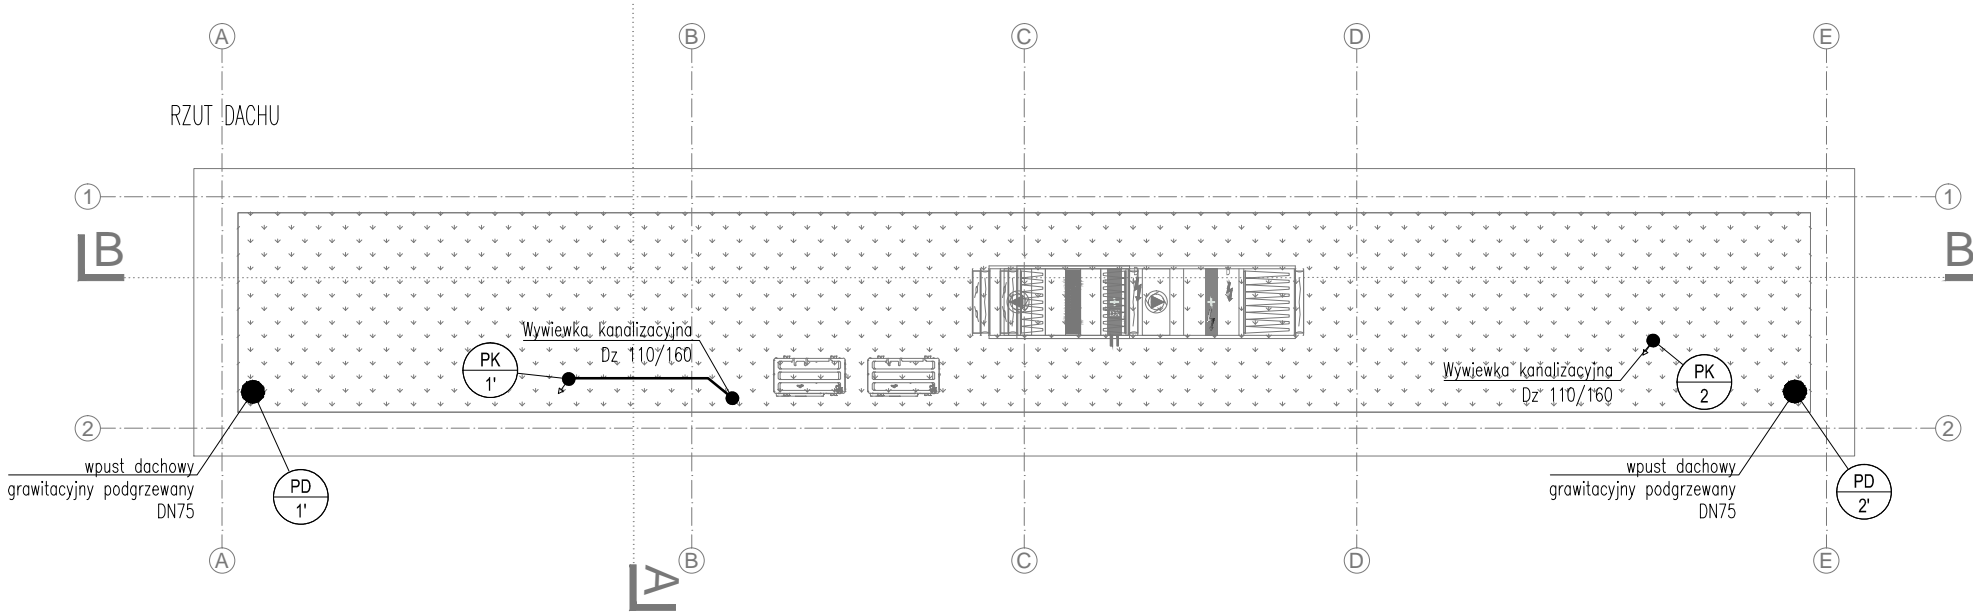 A B C D E
RZUT DACHU
1 1
B B
Wywiewka kanalizacyjna
Dz 110/160
PK
1'
Wywiewka kanalizacyjna
Dz 110/160
PK
2
2 2
wpust dachowy
grawitacyjny podgrzewany
DN75
PD
1'
wpust dachowy
grawitacyjny podgrzewany
DN75
PD
2'
A B C D E
A